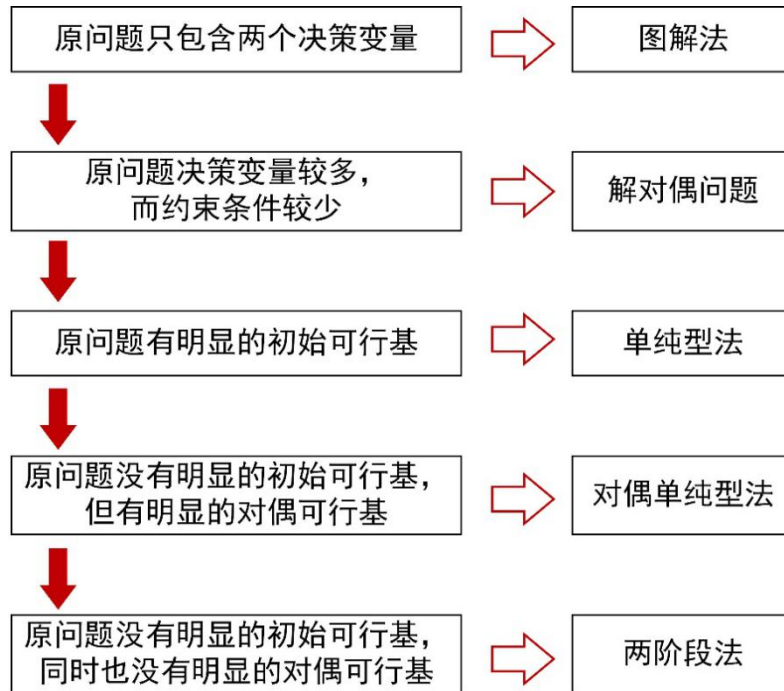 原问题只包含两个决策变量
图解法
原问题决策变量较多，
而约束条件较少
解对偶问题
原问题有明显的初始可行基
单纯型法
原问题没有明显的初始可行基，
但有明显的对偶可行基
对偶单纯型法
原问题没有明显的初始可行基，
同时也没有明显的对偶可行基
两阶段法